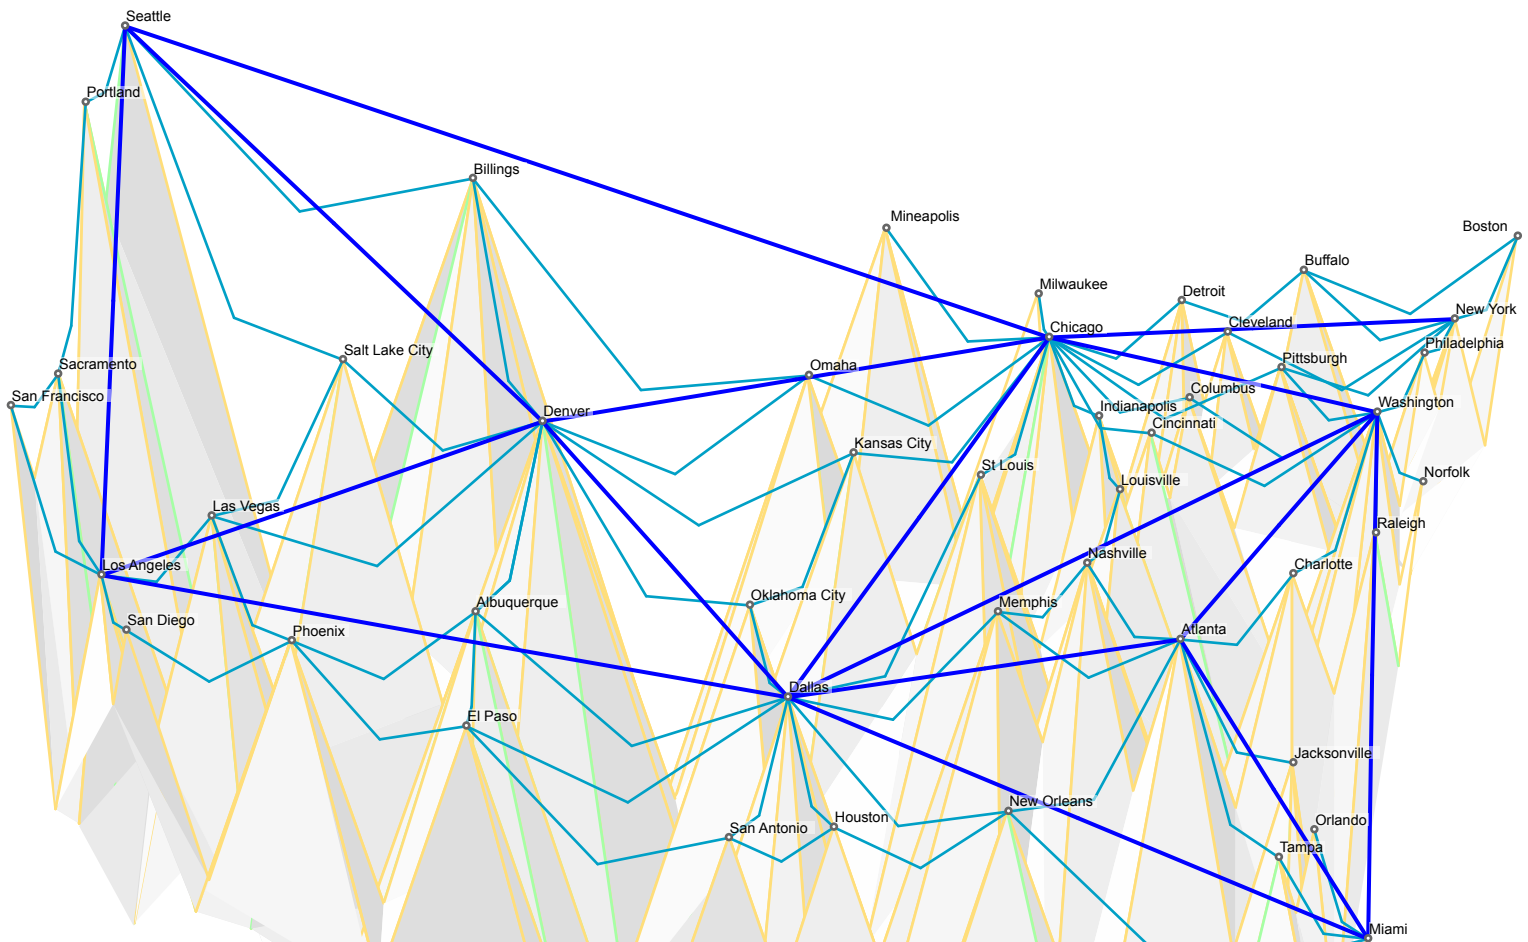 Seattle
Portland
Billings
Mineapolis
Boston
Buffalo
Milwaukee
Detroit
New York
Chicago
Cleveland
Philadelphia
Salt Lake City
Pittsburgh
Sacramento
Omaha
San Francisco
Columbus
Washington
Denver
Indianapolis
Cincinnati
Kansas City
St Louis
Norfolk
Louisville
Las Vegas
Raleigh
Nashville
Los Angeles
Charlotte
Oklahoma City
Albuquerque
Memphis
San Diego
Phoenix
Atlanta
Dallas
El Paso
Jacksonville
New Orleans
Houston
Orlando
San Antonio
Tampa
Miami